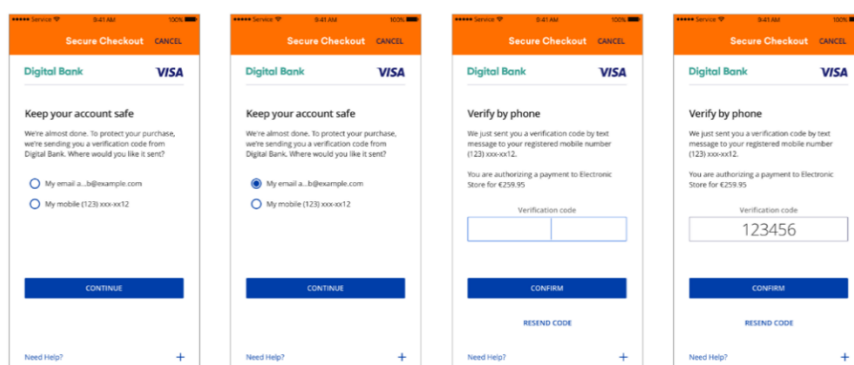 Service 9:41 AM 100%
Secure Checkout CANCEL
Digital Bank VISA
Keep your account safe
We're almost done. To protect your purchase,
we're sending you a verification code from
Digital Bank. Where would you like it sent?
My email a...b@example.com
My mobile (123) xxx-xx12
CONTINUE
Need Help? +
Service 9:41 AM 100%
Secure Checkout CANCEL
Digital Bank VISA
Keep your account safe
We're almost done. To protect your purchase,
we're sending you a verification code from
Digital Bank. Where would you like it sent?
My email a...b@example.com
My mobile (123) xxx-xx12
CONTINUE
Need Help? +
Service 9:41 AM 100%
Secure Checkout CANCEL
Digital Bank VISA
Verify by phone
We just sent you a verification code by text
message to your registered mobile number
(123) xxx-xx12.
You are authorizing a payment to Electronic
Store for €259.95
Verification code
CONFIRM
RESEND CODE
Need Help? +
Service 9:41 AM 100%
Secure Checkout CANCEL
Digital Bank VISA
Verify by phone
We just sent you a verification code by text
message to your registered mobile number
(123) xxx-xx12.
You are authorizing a payment to Electronic
Store for €259.95
Verification code
123456
CONFIRM
RESEND CODE
Need Help? +